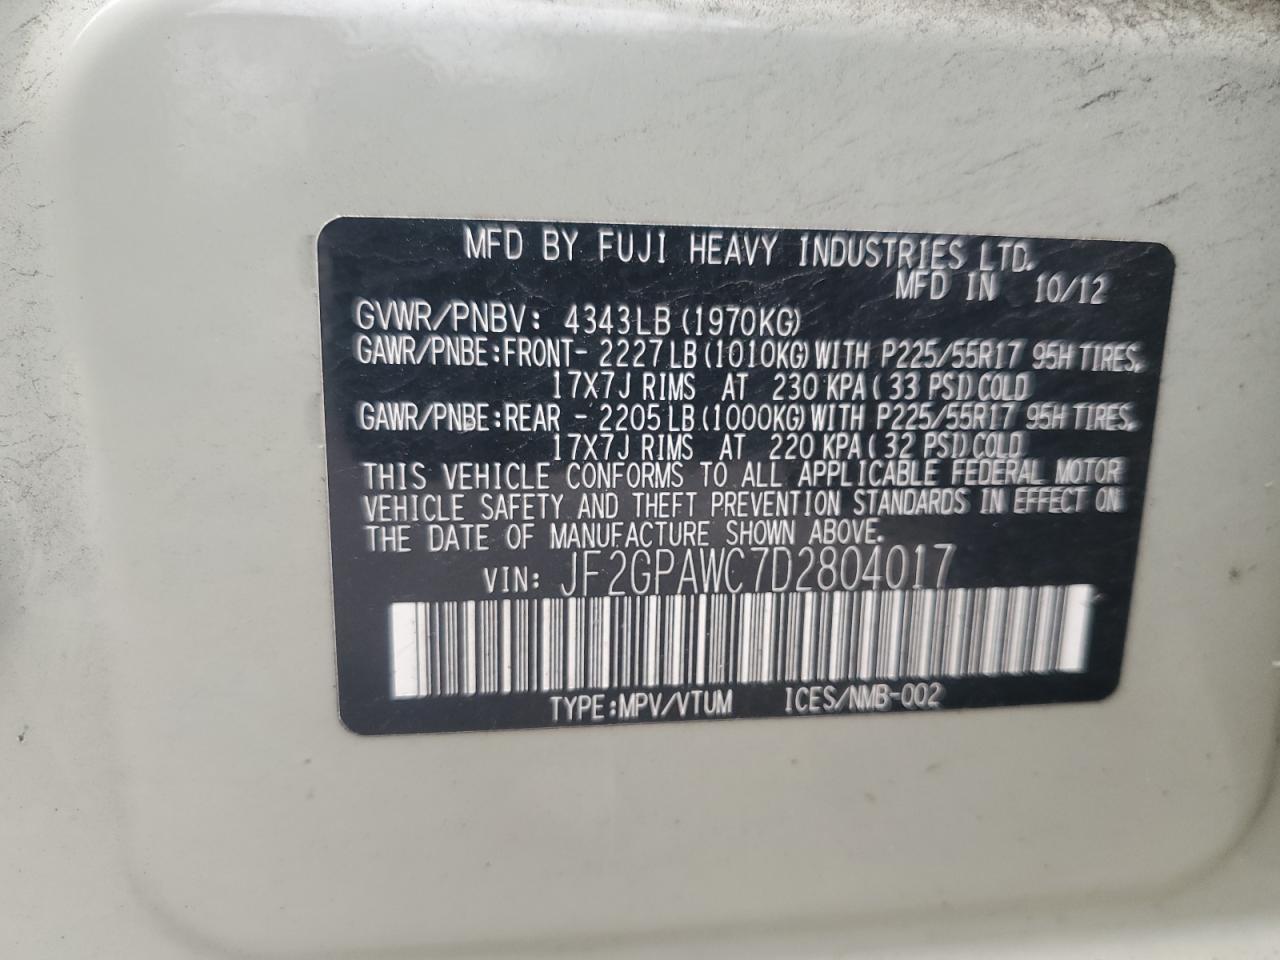 MFD BY FUJI HEAVY INDUSTRIES LTD.
MFD IN 10/12
GVWR/PNBV: 4343LB(1970KG)
GAWR/PNBE:FRONT- 2227LB(1010KG)WITH P225/55R17 95H TIRES,
17X7J RIMS AT 230 KPA(33 PSI)COLD
GAWR/PNBE:REAR - 2205LB(1000KG)WITH P225/55R17 95H TIRES,
17X7J RIMS AT 220 KPA(32 PSI)COLD
THIS VEHICLE CONFORMS TO ALL APPLICABLE FEDERAL MOTOR
VEHICLE SAFETY AND THEFT PREVENTION STANDARDS IN EFFECT ON
THE DATE OF MANUFACTURE SHOWN ABOVE.
VIN: JF2GPAWC7D2804017
TYPE:MPV/VTUM ICES/NMB-002